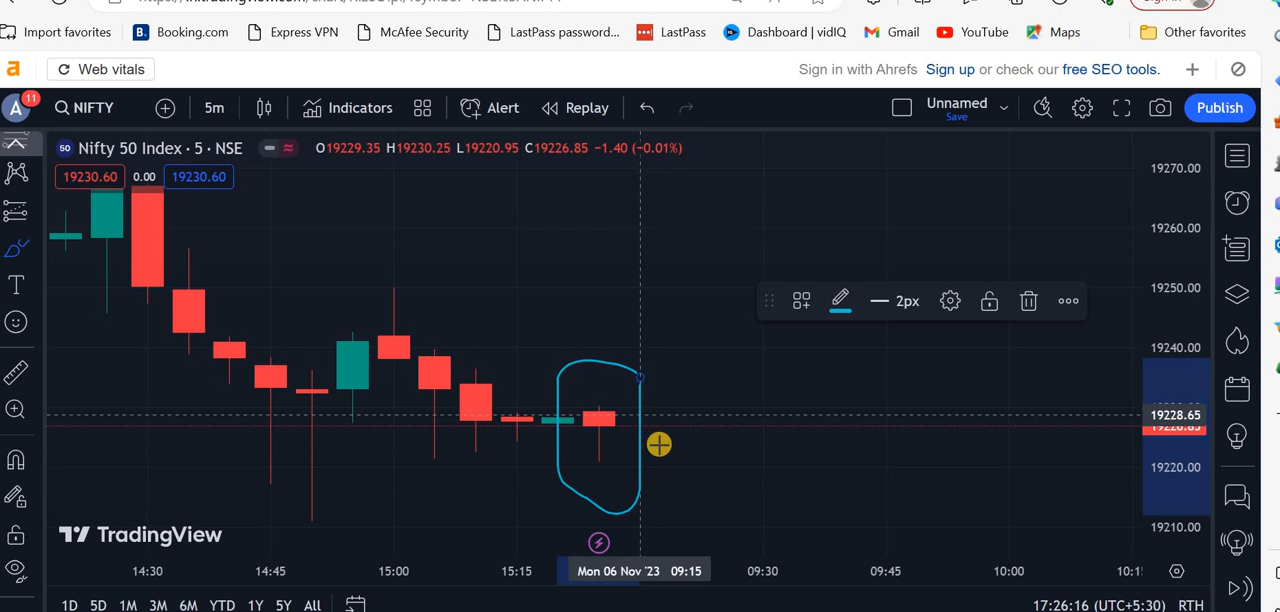 Import favorites B. Booking.com Express VPN McAfee Security LastPass password... LastPass Dashboard | vidIQ Gmail YouTube Maps Other favorites
a Web vitals Sign in with Ahrefs Sign up or check our free SEO tools.
A 11 NIFTY 5m Indicators Alert Replay Unnamed Save Publish
50 Nifty 50 Index · 5 · NSE O19229.35 H19230.25 L19220.95 C19226.85 −1.40 (−0.01%)
19230.60 0.00 19230.60
19270.00
19260.00
19250.00
2px
19240.00
19228.65
19226.85
19220.00
19210.00
TradingView
14:30 14:45 15:00 15:15 Mon 06 Nov '23 09:15 09:30 09:45 10:00
1D 5D 1M 3M 6M YTD 1Y 5Y All 17:26:16 (UTC+5:30) RTH